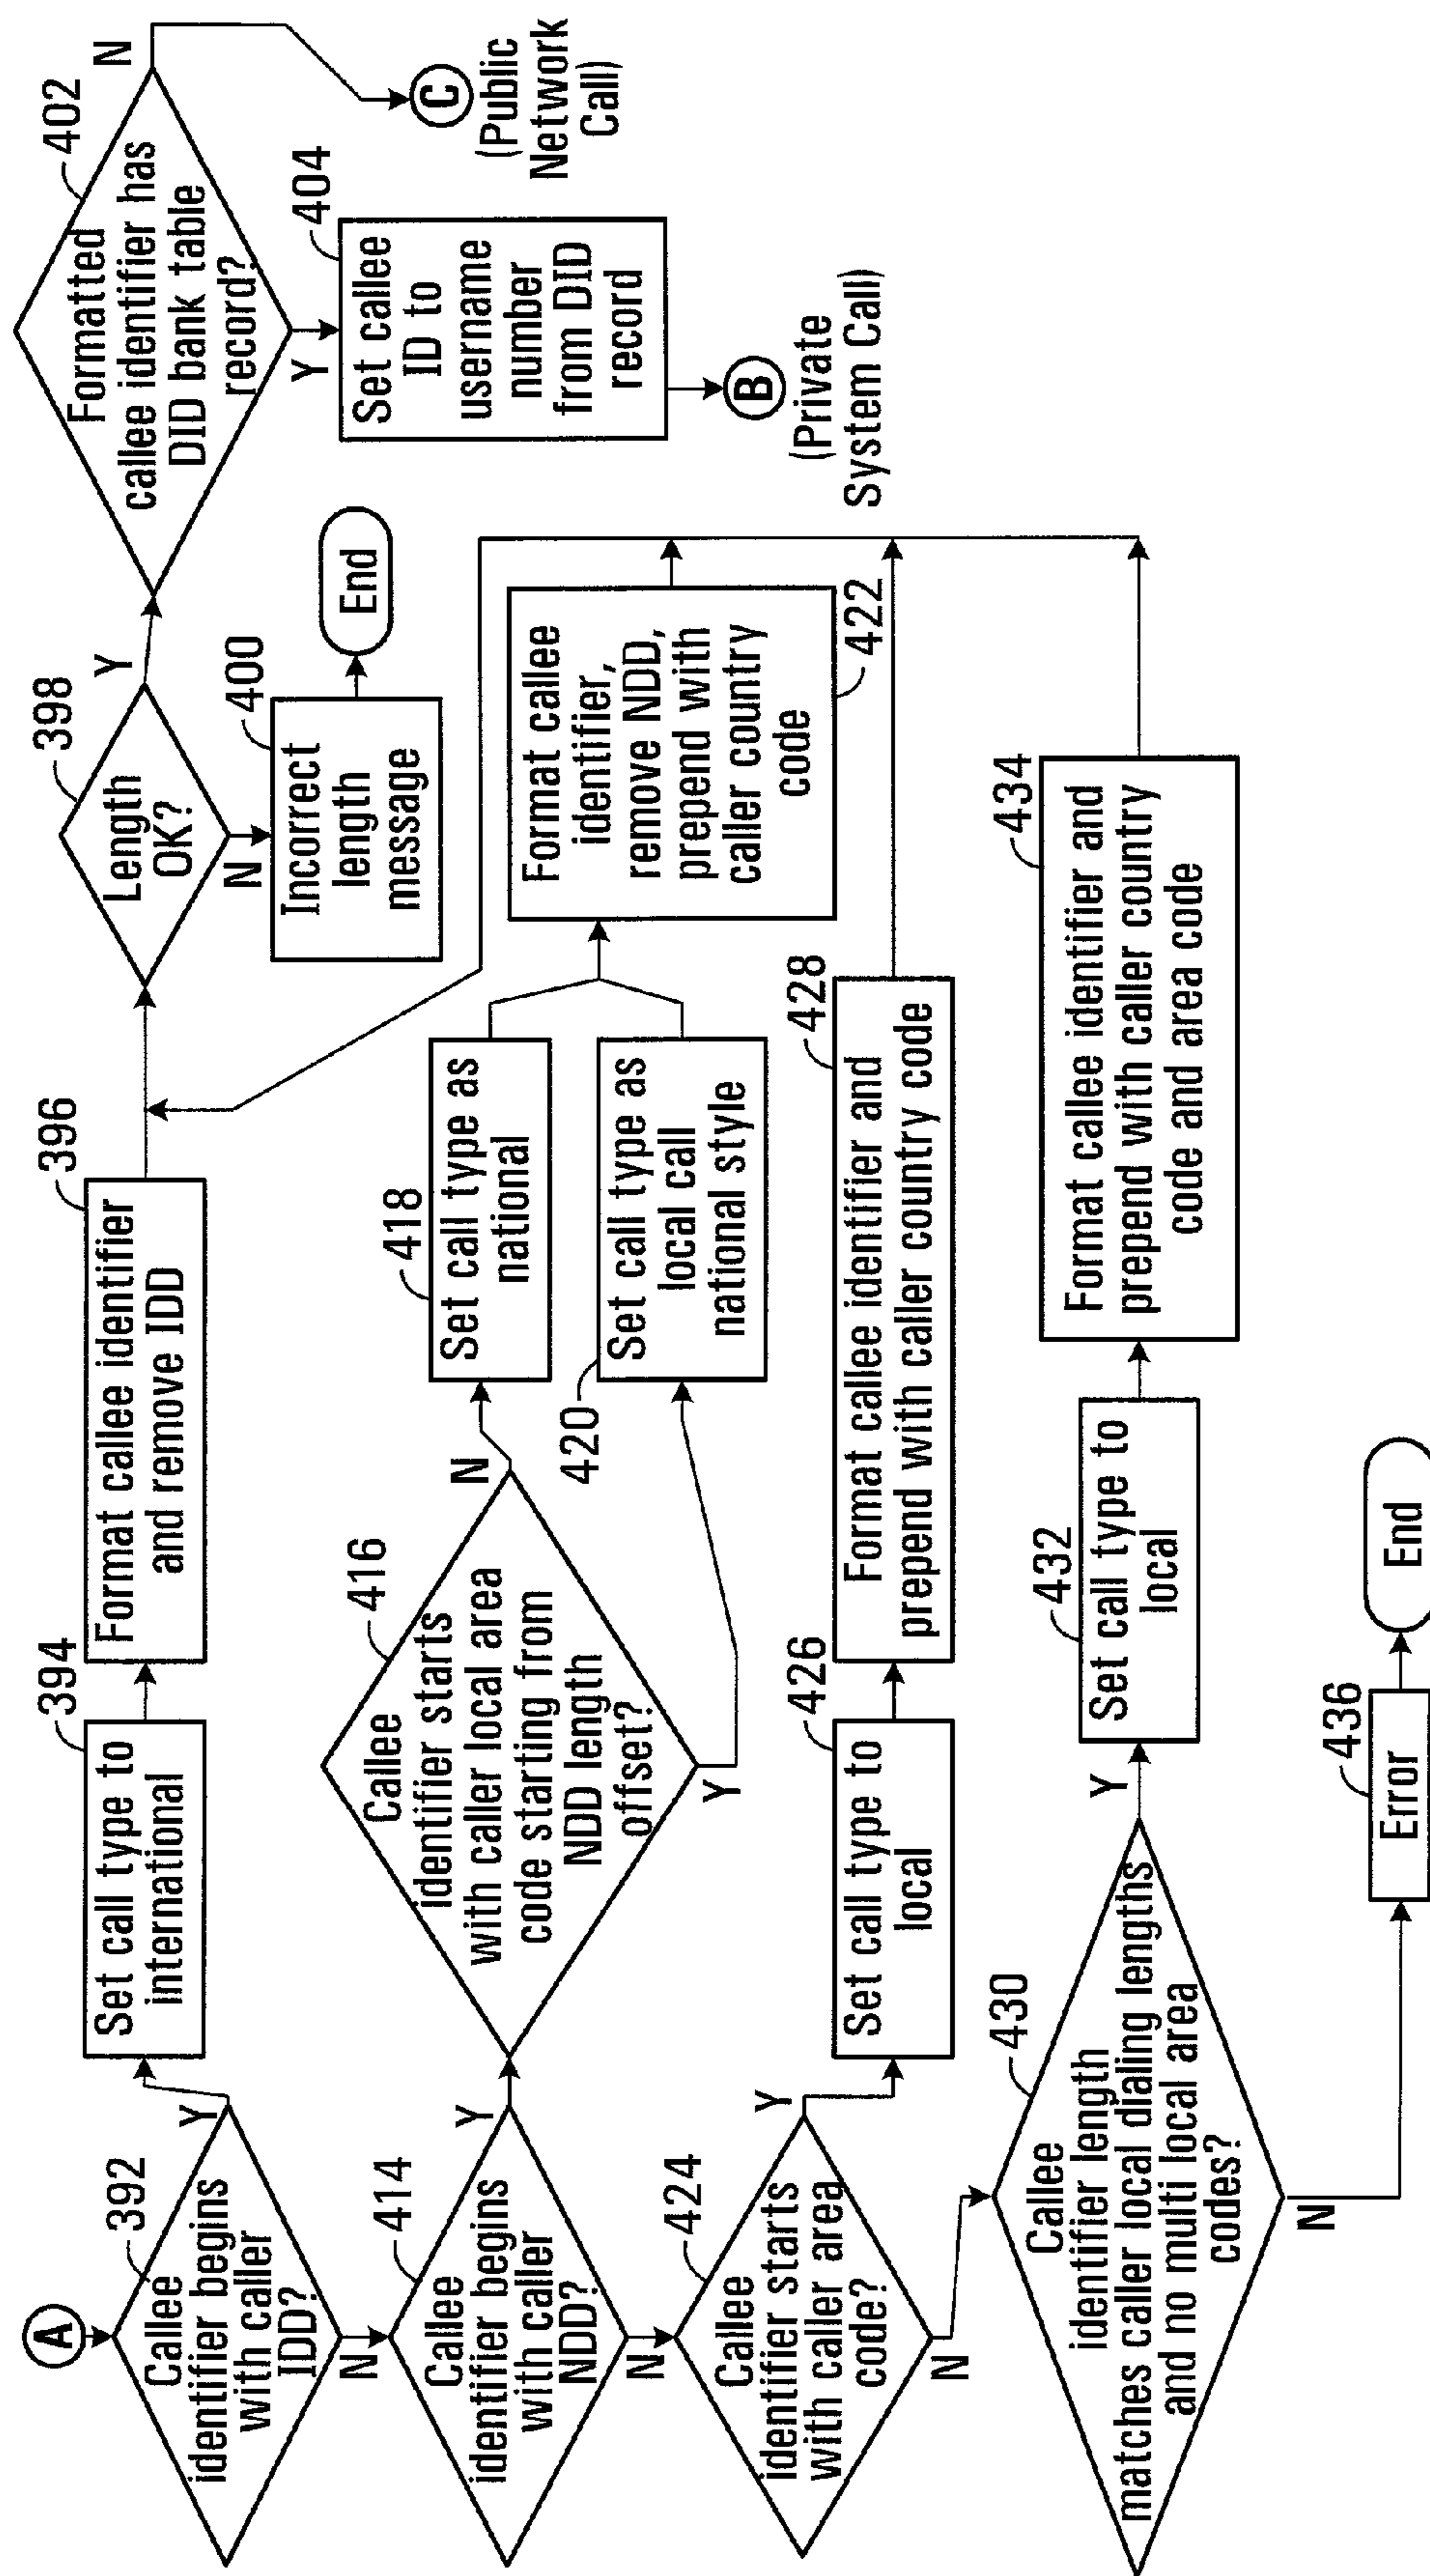 A
392
Callee
identifier begins
with caller
IDD?
Y
N
394
Set call type to
international
396
Format callee identifier
and remove IDD
398
Length
OK?
Y
N
400
Incorrect
length
message
End
402
Formatted
callee identifier has
DID bank table
record?
N
Y
C
(Public
Network
Call)
404
Set callee
ID to
username
number
from DID
record
B
(Private
System Call)
414
Callee
identifier begins
with caller
NDD?
Y
N
416
Callee
identifier starts
with caller local area
code starting from
NDD length
offset?
N
Y
418
Set call type as
national
420
Set call type as
local call
national style
422
Format callee
identifier,
remove NDD,
prepend with
caller country
code
424
Callee
identifier starts
with caller area
code?
Y
N
426
Set call type to
local
428
Format callee identifier and
prepend with caller country code
430
Callee
identifier length
matches caller local dialing lengths
and no multi local area
codes?
Y
N
432
Set call type to
local
434
Format callee identifier and
prepend with caller country
code and area code
436
Error
End